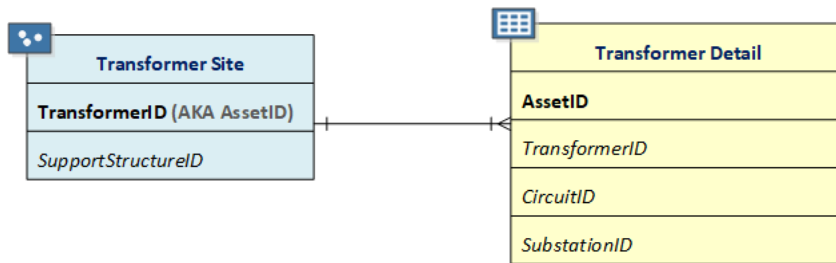 Transformer Site
TransformerID (AKA AssetID)
SupportStructureID
Transformer Detail
AssetID
TransformerID
CircuitID
SubstationID